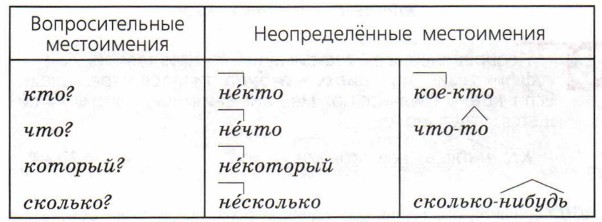 Вопросительные местоимения | Неопределённые местоимения
кто? | не́кто | кое-кто
что? | не́что | что-то
который? | не́который
сколько? | не́сколько | сколько-нибудь